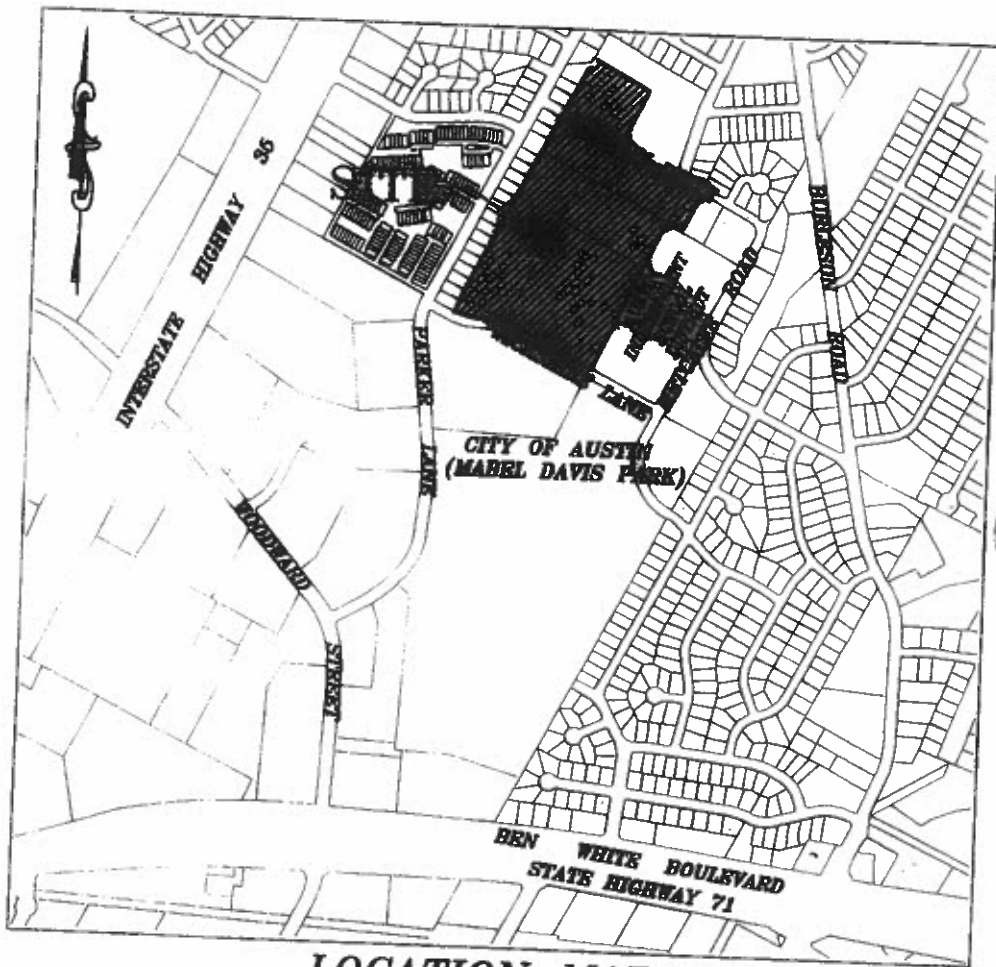 INTERSTATE HIGHWAY 35
BURLESON ROAD
ROAD
LANE
PARKER LANE
CITY OF AUSTIN
(MABEL DAVIS PARK)
WOODWARD STREET
BEN WHITE BOULEVARD
STATE HIGHWAY 71
LOCATION MAP